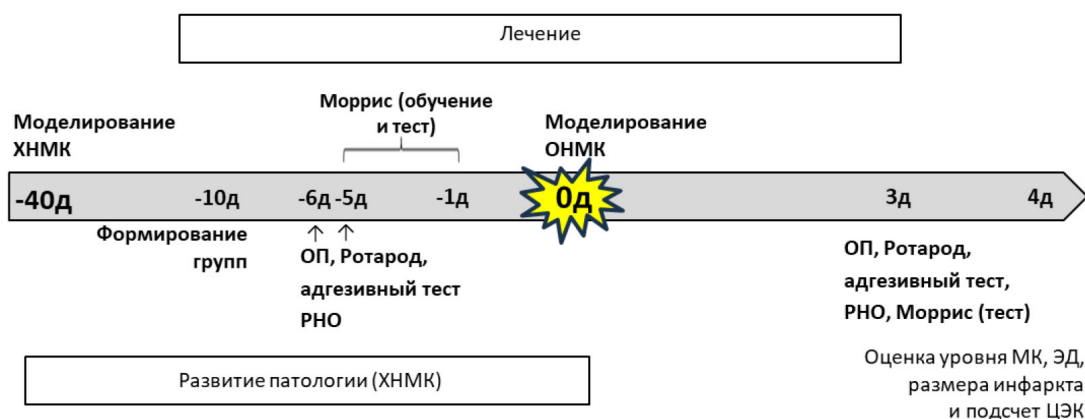 Лечение
Моррис (обучение
и тест)
Моделирование
ХНМК
Моделирование
ОНМК
-40д
-10д
-6д
-5д
-1д
0д
3д
4д
Формирование
групп
ОП, Ротарод,
адгезивный тест
РНО
ОП, Ротарод,
адгезивный тест,
РНО, Моррис (тест)
Развитие патологии (ХНМК)
Оценка уровня МК, ЭД,
размера инфаркта
и подсчет ЦЭК